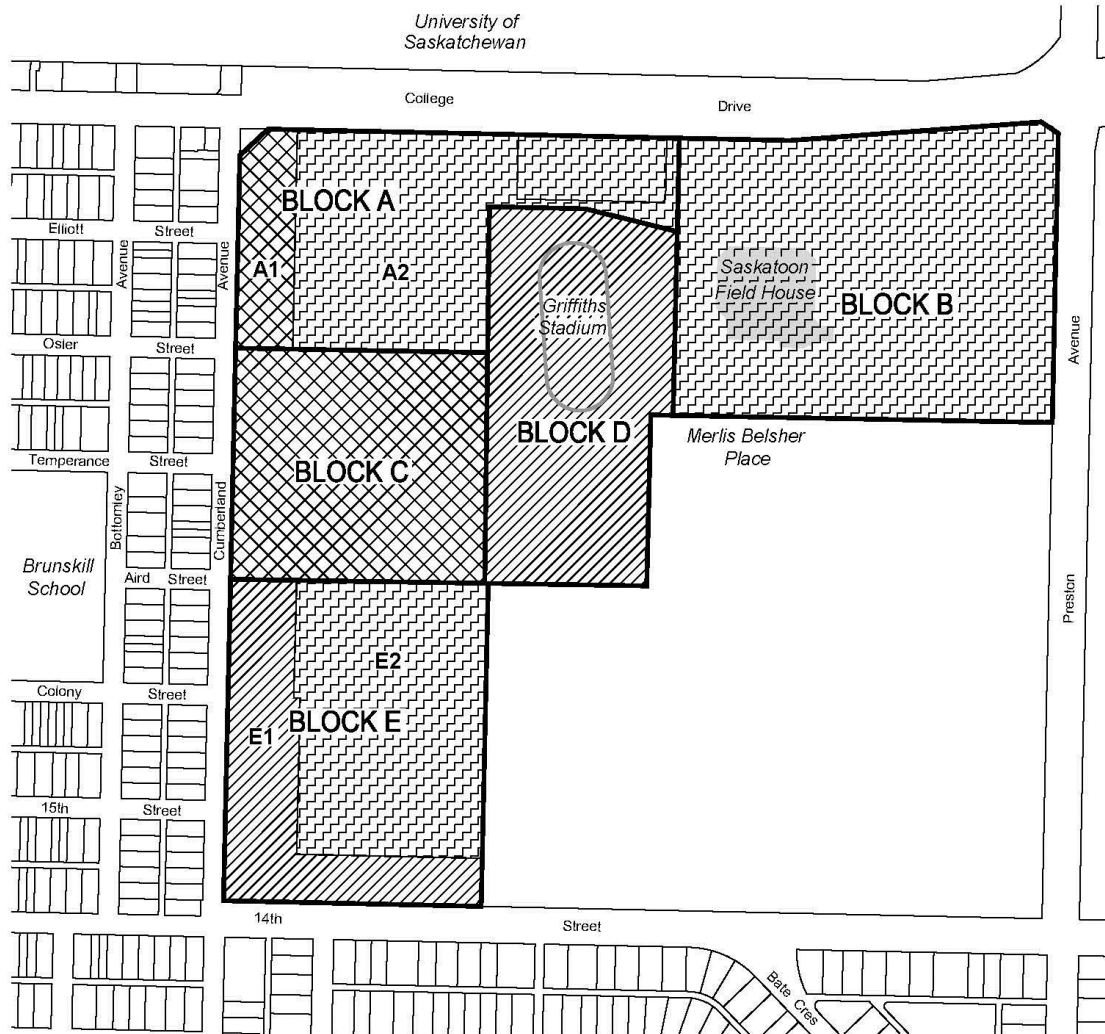 University of
Saskatchewan
College
Drive
BLOCK A
Elliott
Street
Avenue
Avenue
A1
A2
Saskatoon
Field House
BLOCK B
Griffiths
Stadium
Osler
Street
Avenue
BLOCK D
Merlis Belsher
Place
Temperance
Street
BLOCK C
Bottomley
Cumberland
Brunskill
School
Aird
Street
Preston
E2
Colony
Street
E1
BLOCK E
15th
Street
14th
Street
Bate Cres